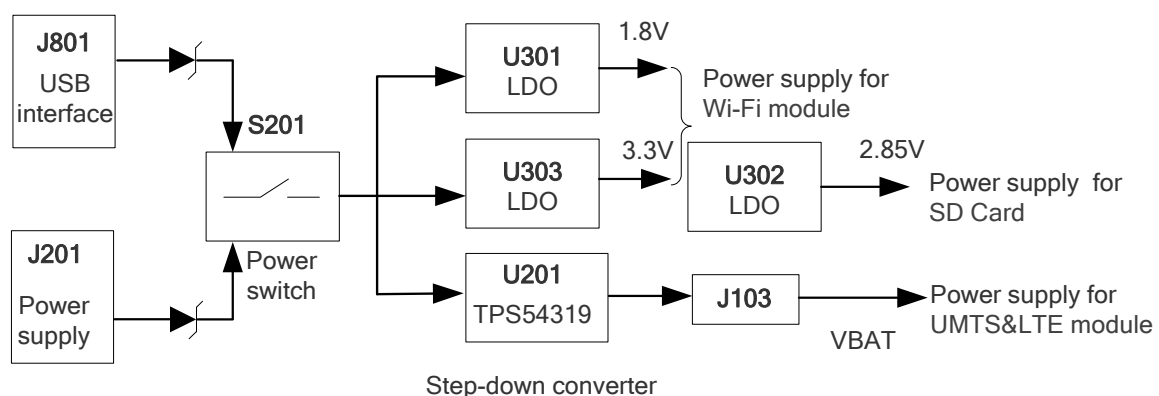 J801
USB
interface
S201
J201
Power
supply
Power
switch
U301
LDO
1.8V
Power supply for
Wi-Fi module
U303
LDO
3.3V
U302
LDO
2.85V
Power supply for
SD Card
U201
TPS54319
J103
VBAT
Power supply for
UMTS&LTE module
Step-down converter